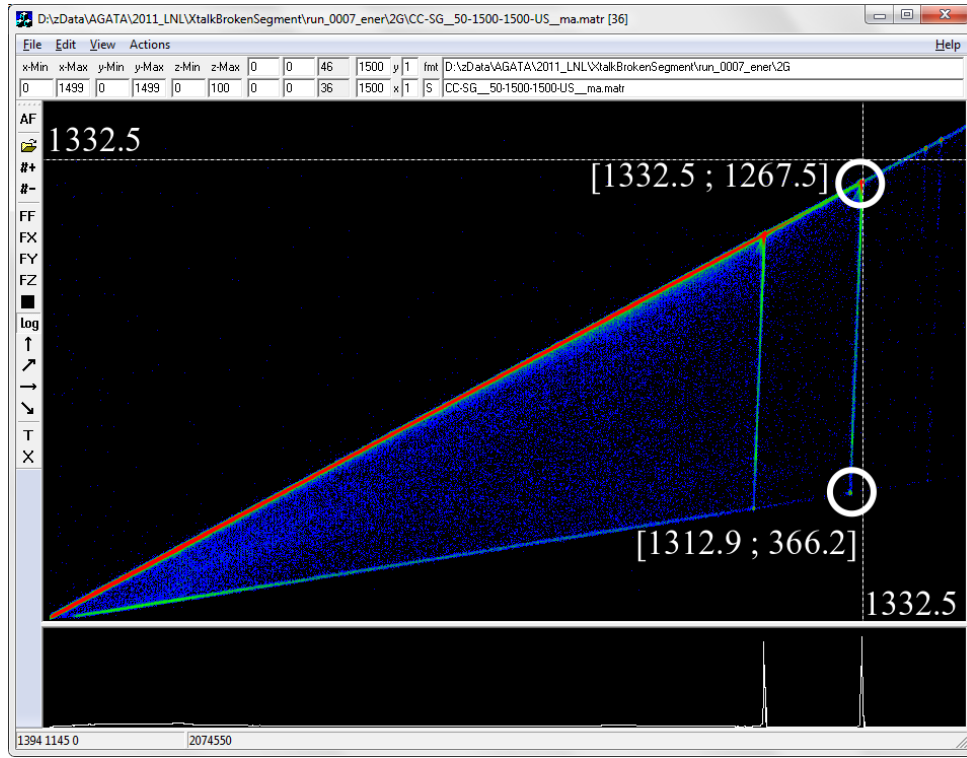 D:\zData\AGATA\2011_LNL\XtalkBrokenSegment\run_0007_ener\2G\CC-SG__50-1500-1500-US__ma.matr [36]
File Edit View Actions Help
x-Min x-Max y-Min y-Max z-Min z-Max 0 0 46 1500 y 1 fmt D:\zData\AGATA\2011_LNL\XtalkBrokenSegment\run_0007_ener\2G
0 1499 0 1499 0 100 0 0 36 1500 x 1 S CC-SG__50-1500-1500-US__ma.matr
AF
#+
#-
FF
FX
FY
FZ
log
T
X
1332.5
[1332.5 ; 1267.5]
[1312.9 ; 366.2]
1332.5
1394 1145 0 2074550